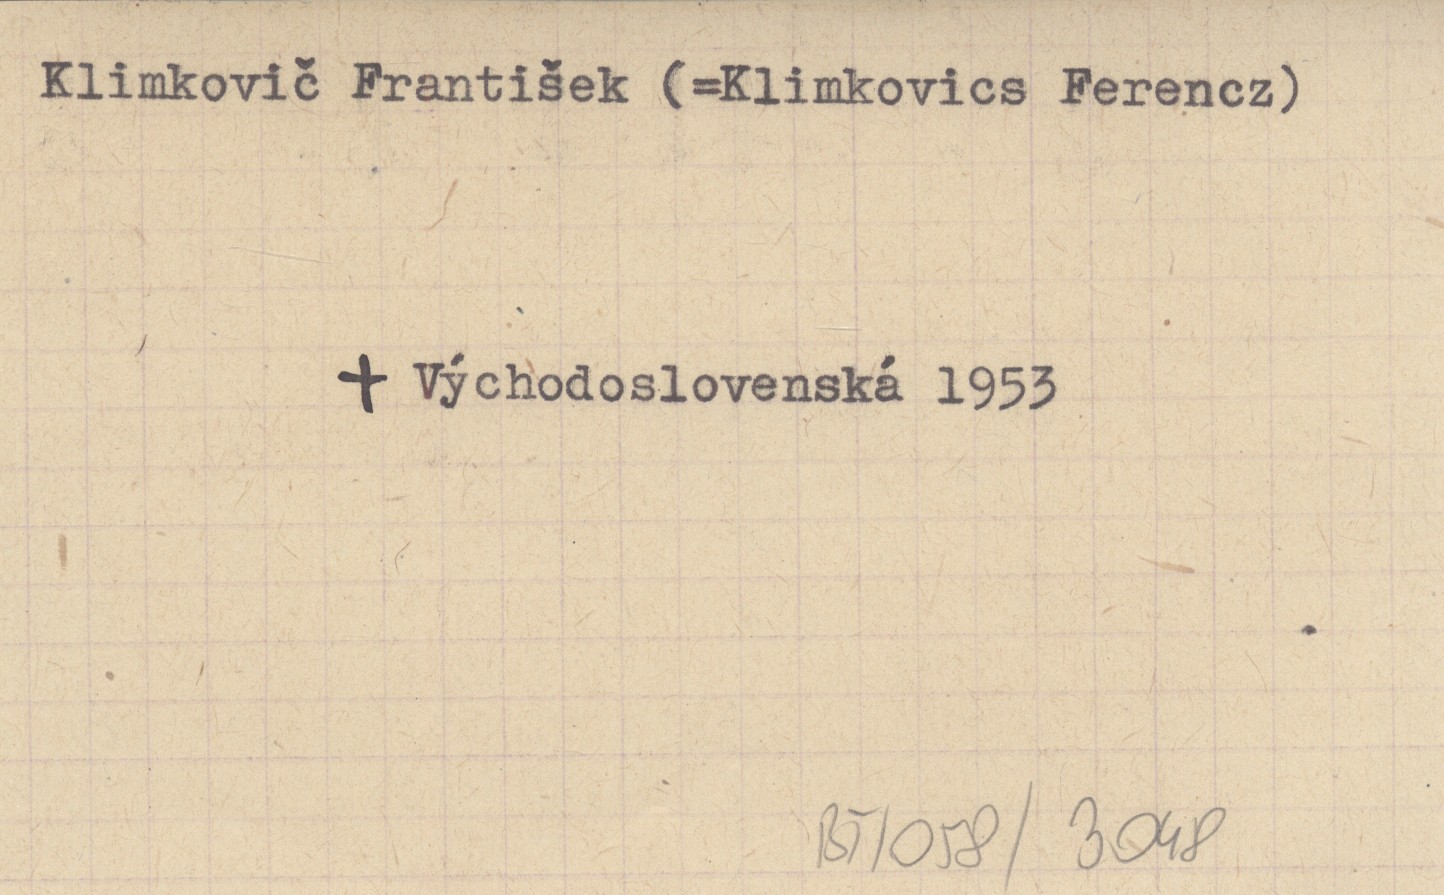 Klimkovič František (=Klimkovics Ferencz)
+ Východoslovenská 1953
BT/058/ 3048